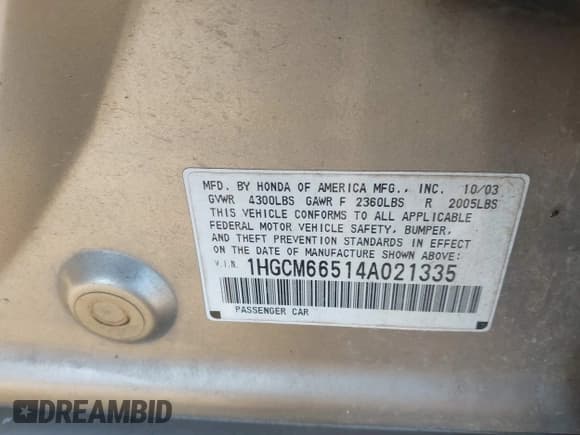 MFD. BY HONDA OF AMERICA MFG., INC. 10/03
GVWR 4300LBS GAWR F 2360LBS R 2005LBS
THIS VEHICLE CONFORMS TO ALL APPLICABLE
FEDERAL MOTOR VEHICLE SAFETY, BUMPER,
AND THEFT PREVENTION STANDARDS IN EFFECT
ON THE DATE OF MANUFACTURE SHOWN ABOVE:
V.I.N. 1HGCM66514A021335
PASSENGER CAR
DREAMBID